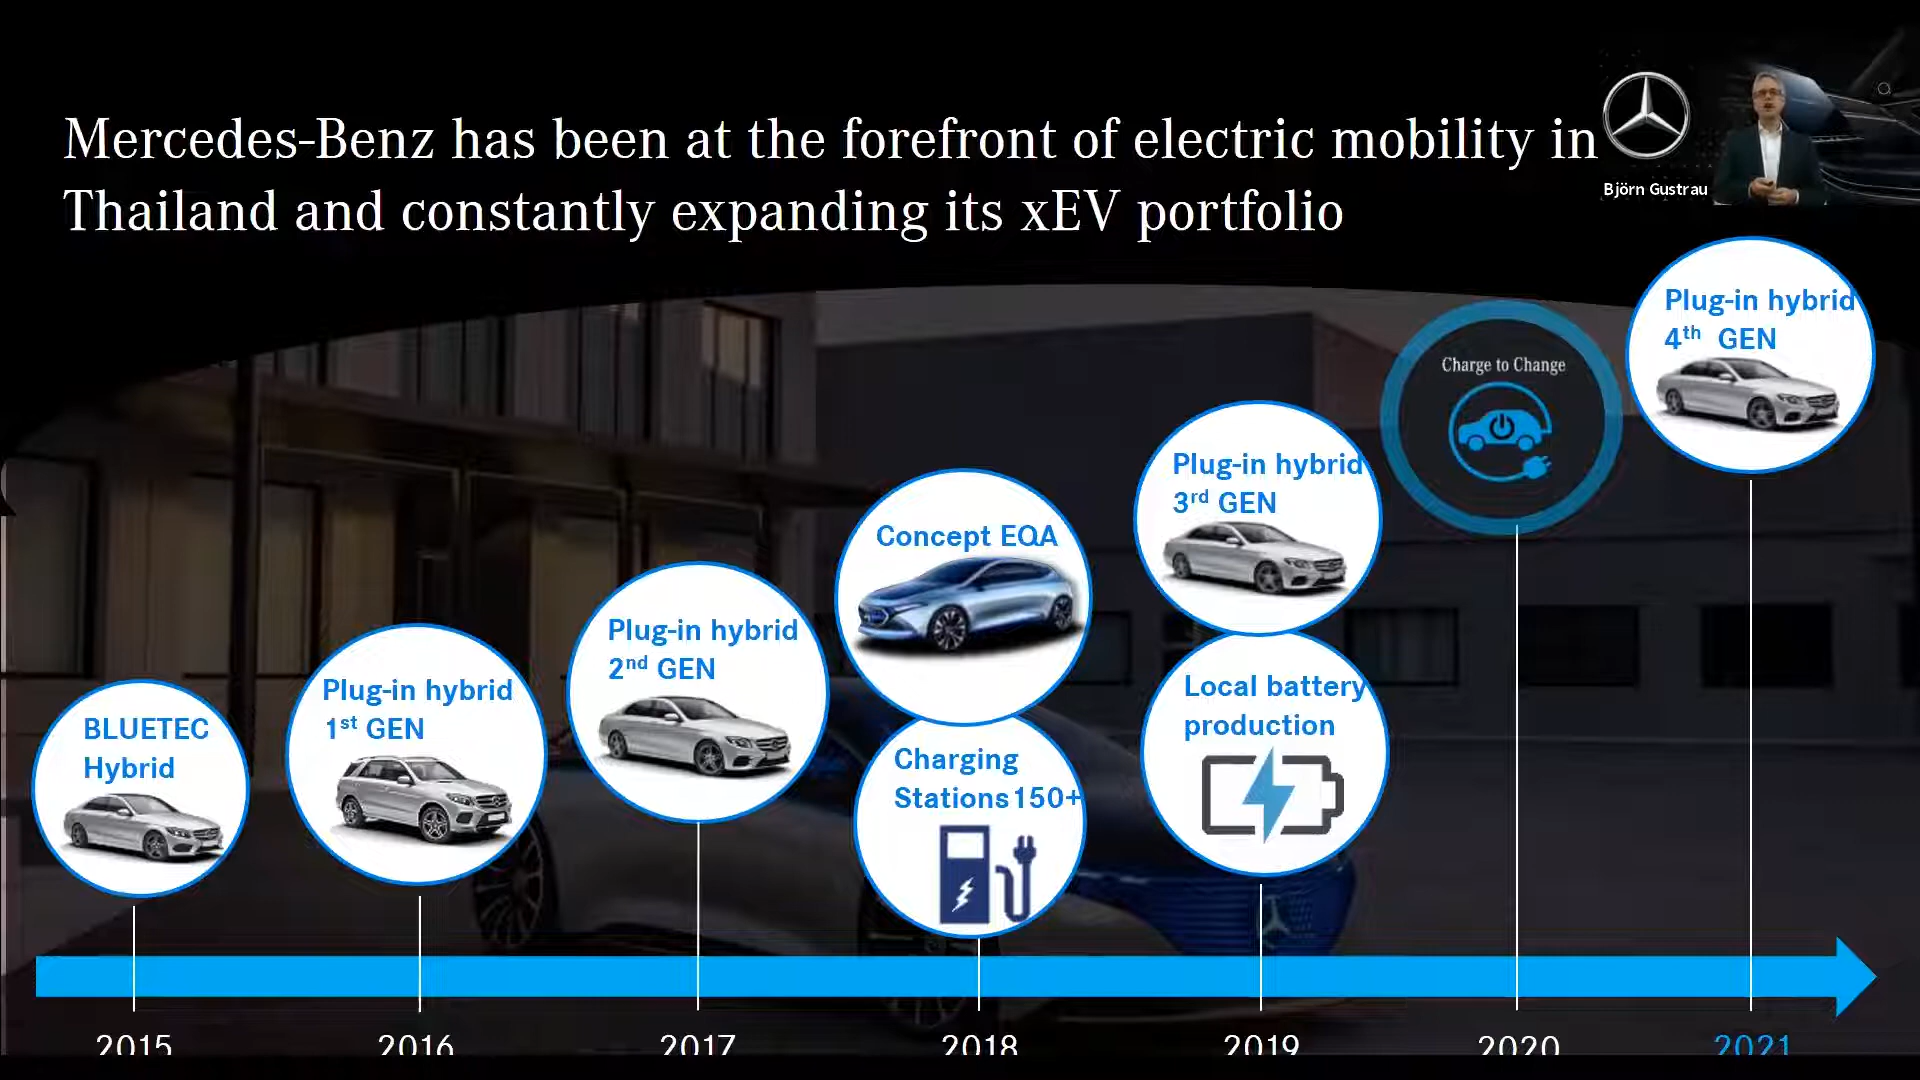 Mercedes-Benz has been at the forefront of electric mobility in
Thailand and constantly expanding its xEV portfolio
Björn Gustrau
BLUETEC
Hybrid
Plug-in hybrid
1st GEN
Plug-in hybrid
2nd GEN
Concept EQA
Charging
Stations 150+
Plug-in hybrid
3rd GEN
Local battery
production
Charge to Change
Plug-in hybrid
4th GEN
2015
2016
2017
2018
2019
2020
2021